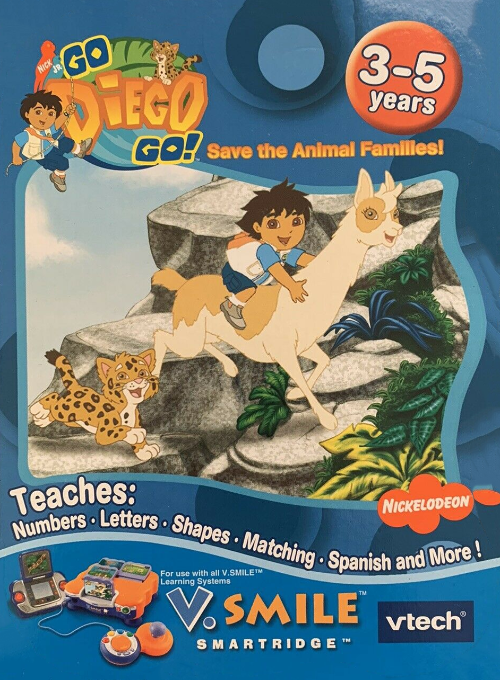 NICK JR.
GO
DIEGO
GO!™
Save the Animal Families!
3-5
years
Teaches:
Numbers · Letters · Shapes · Matching · Spanish and More !
NICKELODEON
For use with all V.SMILE™
Learning Systems
V.SMILE™
SMARTRIDGE™
vtech®